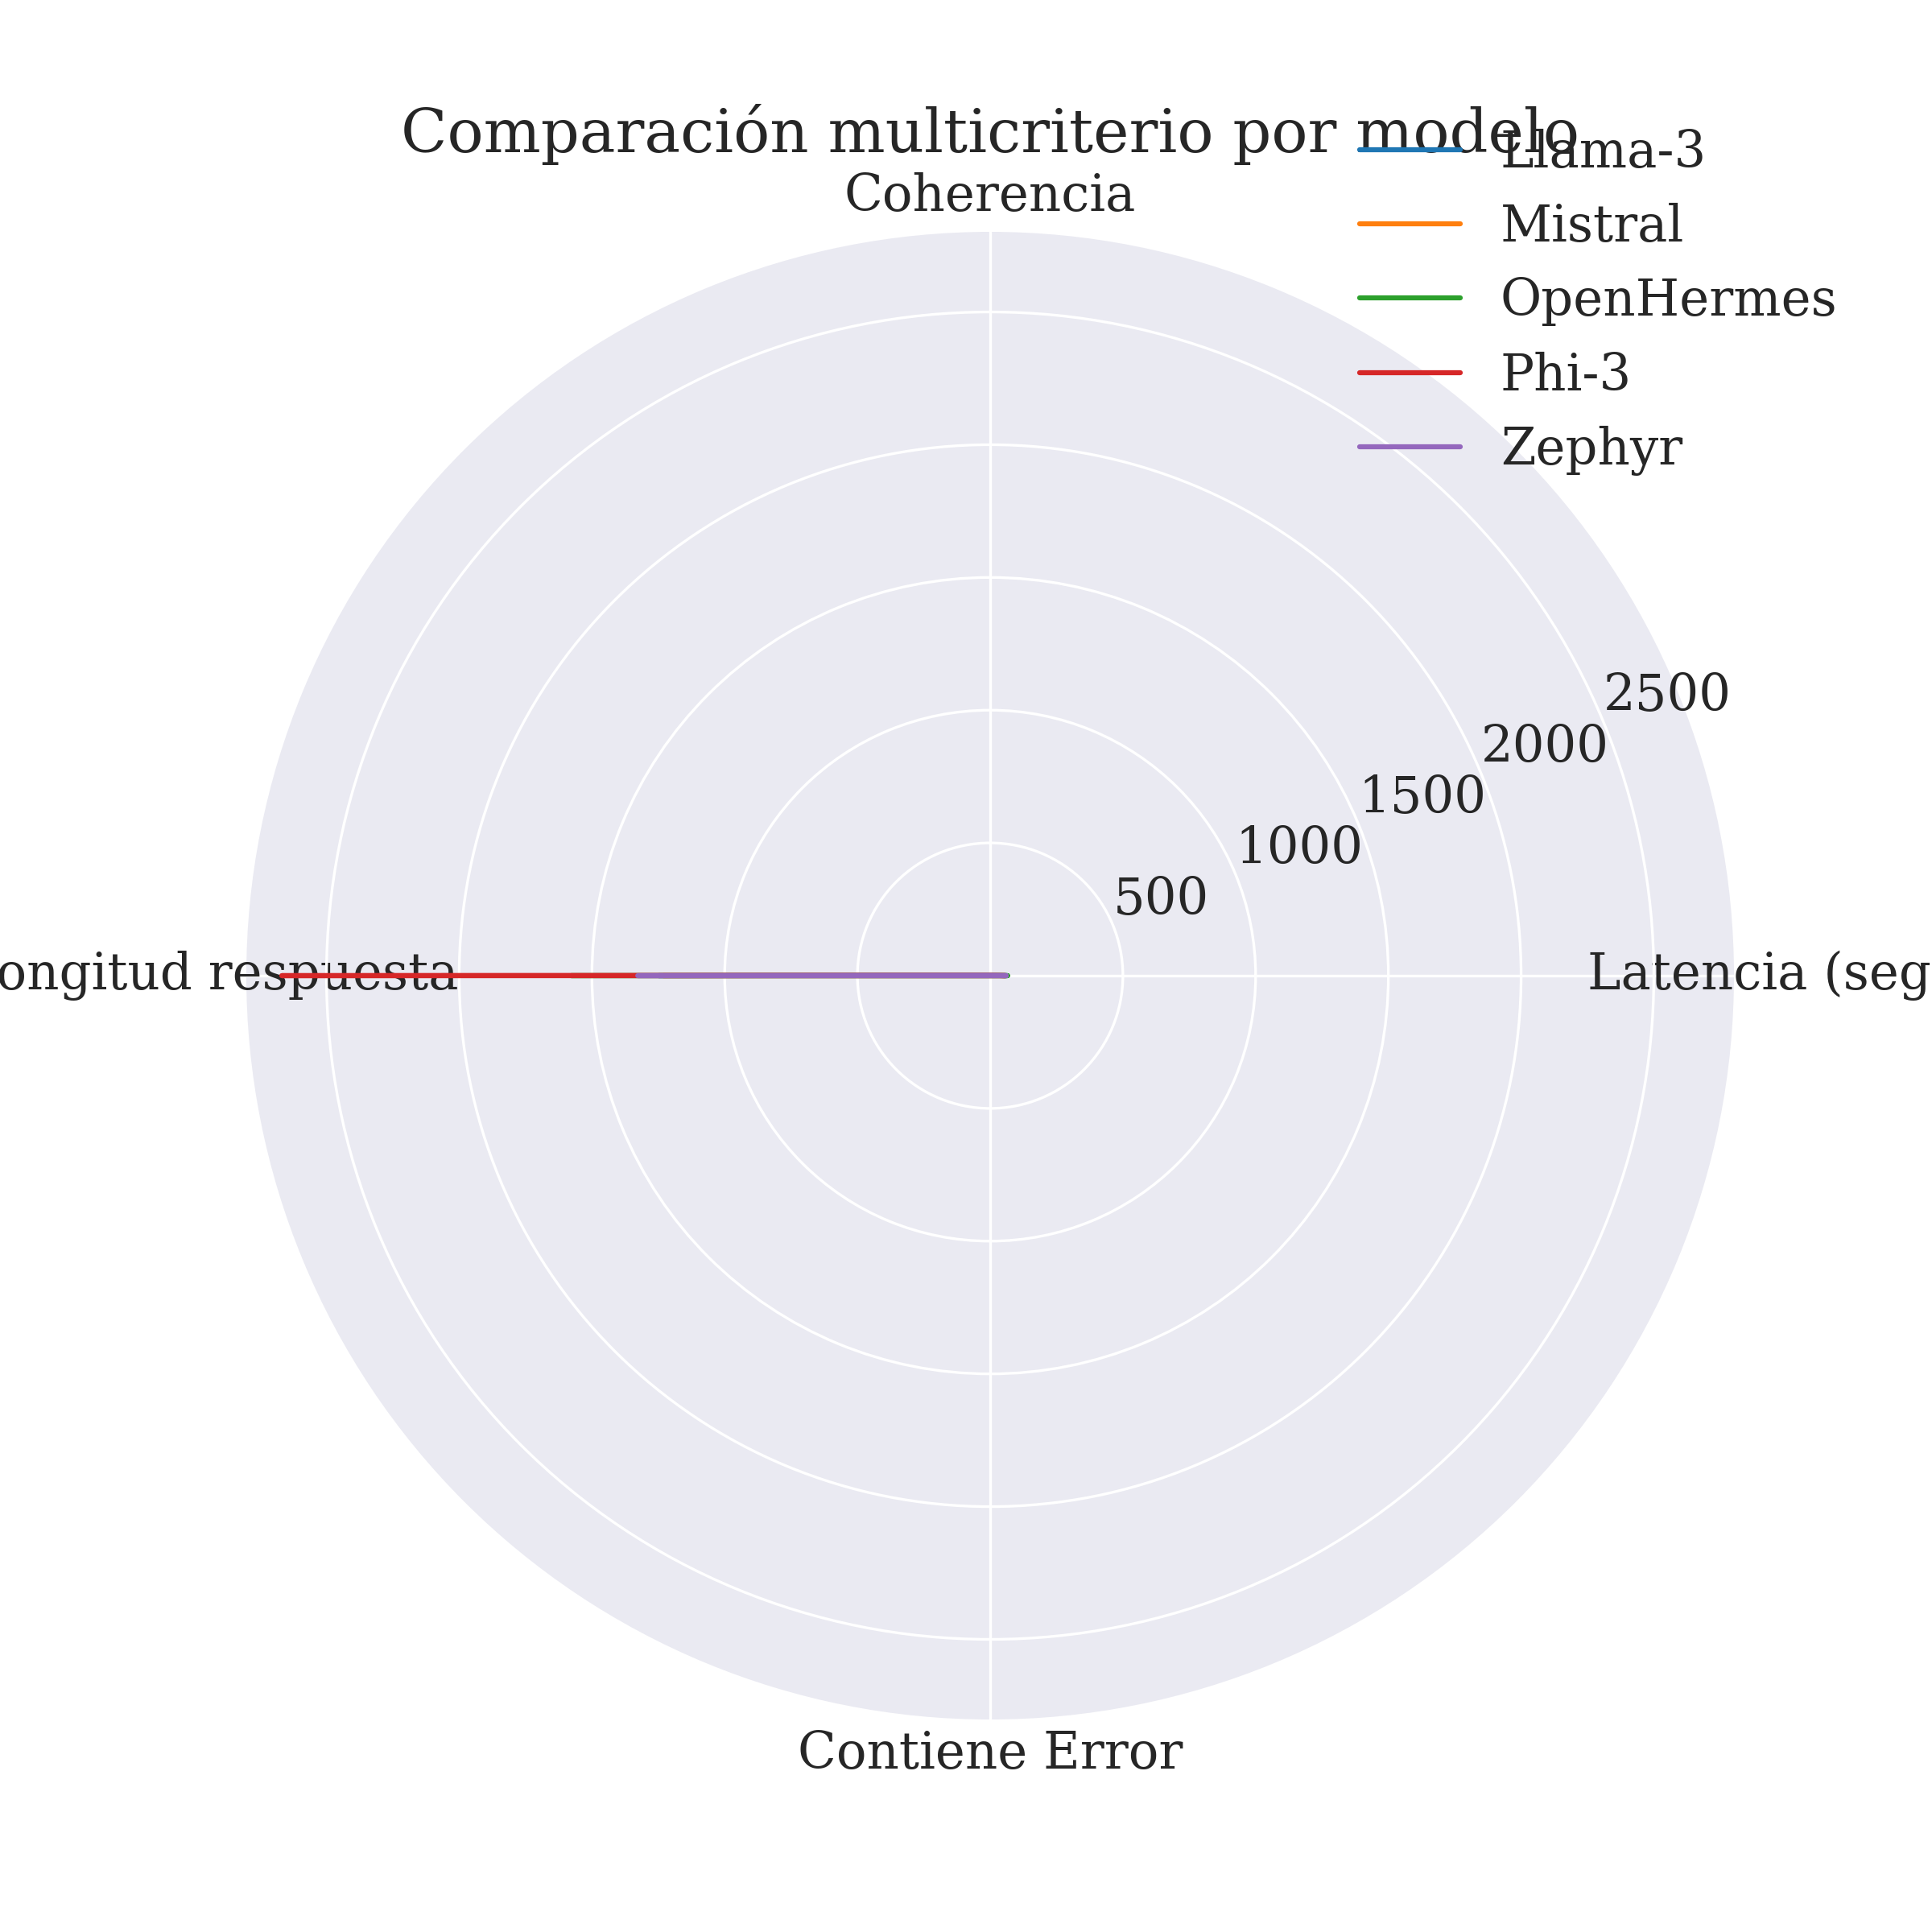 Comparación multicriterio por modelo
Coherencia
Llama-3
Mistral
OpenHermes
Phi-3
Zephyr
2500
2000
1500
1000
500
ongitud respuesta
Latencia (seg
Contiene Error